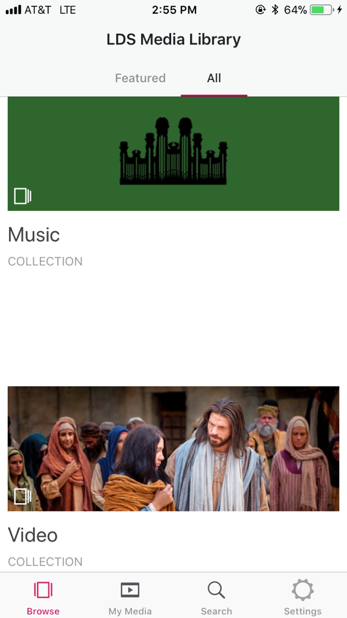 AT&T LTE 2:55 PM 64%
LDS Media Library
Featured All
Music
COLLECTION
Video
COLLECTION
Browse My Media Search Settings